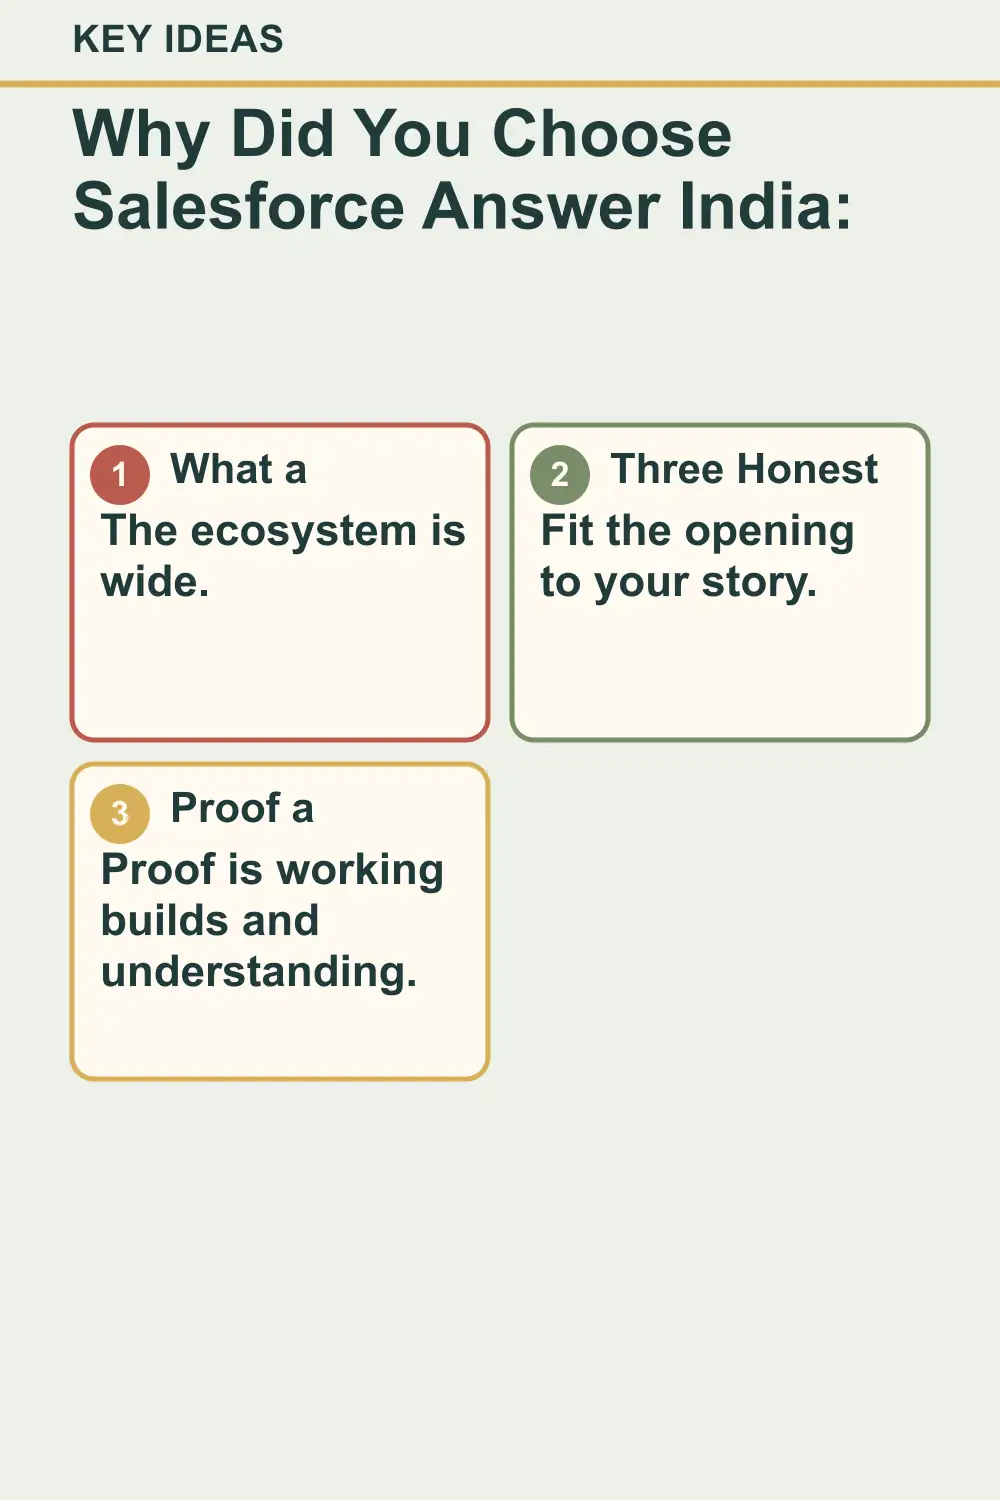 KEY IDEAS
Why Did You Choose
Salesforce Answer India:
1 What a
The ecosystem is
wide.
2 Three Honest
Fit the opening
to your story.
3 Proof a
Proof is working
builds and
understanding.